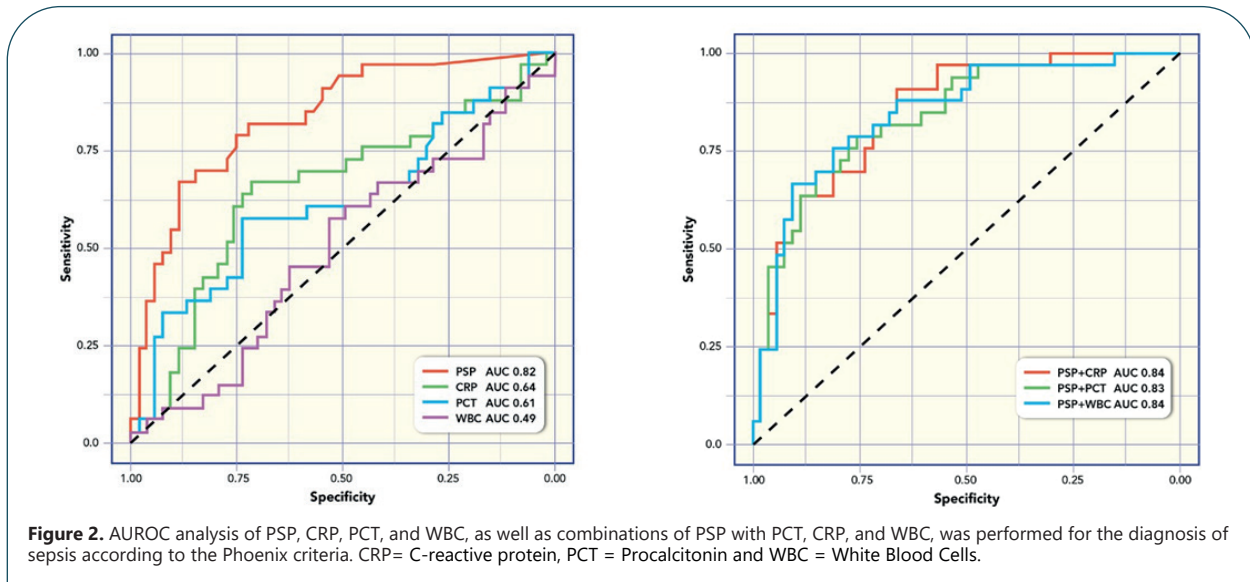 1.00
0.75
0.50
0.25
0.0
Sensitivity
1.00
0.75
0.50
0.25
0.00
Specificity
PSP AUC 0.82
CRP AUC 0.64
PCT AUC 0.61
WBC AUC 0.49
1.00
0.75
0.50
0.25
0.0
Sensitivity
1.00
0.75
0.50
0.25
0.00
Specificity
PSP+CRP AUC 0.84
PSP+PCT AUC 0.83
PSP+WBC AUC 0.84
Figure 2. AUROC analysis of PSP, CRP, PCT, and WBC, as well as combinations of PSP with PCT, CRP, and WBC, was performed for the diagnosis of
sepsis according to the Phoenix criteria. CRP= C-reactive protein, PCT = Procalcitonin and WBC = White Blood Cells.